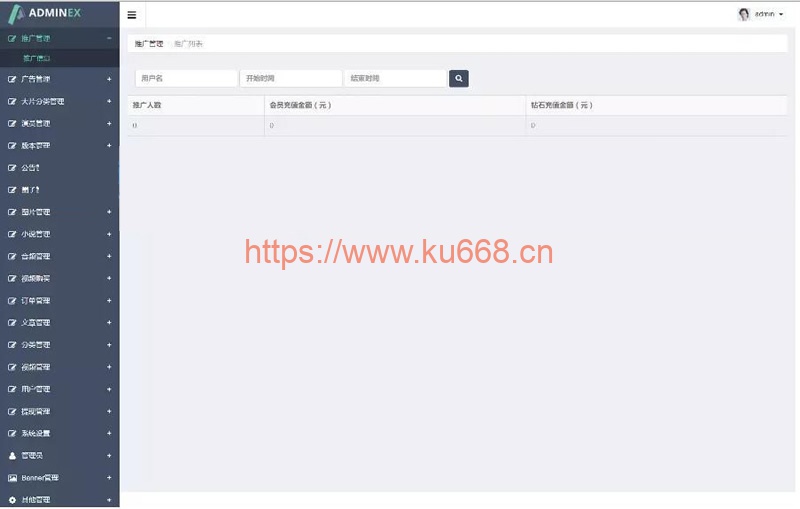 ADMINEX
admin
推广管理
推广信息
广告管理
大片分类管理
演员管理
版本管理
图片管理
小说管理
音频管理
视频购买
订单管理
文章管理
分类管理
视频管理
用户管理
提现管理
系统设置
管理员
Banner管理
其他管理
推广管理 推广列表
用户名 开始时间 结束时间
推广人数 会员充值金额（元） 钻石充值金额（元）
0 0 0
https://www.ku668.cn